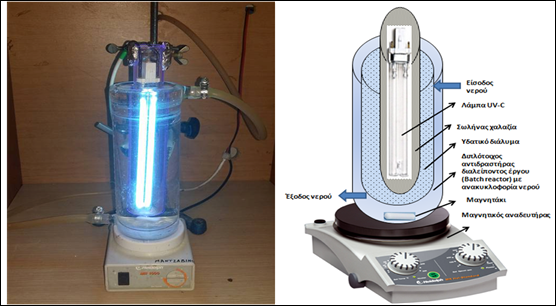 Είσοδος
νερού
Λάμπα UV-C
Σωλήνας χαλαζία
Υδατικό διάλυμα
Διπλότοιχος
αντιδραστήρας
διαλείποντος έργου
(Batch reactor) με
ανακυκλοφορία νερού
Έξοδος νερού
Μαγνητάκι
Μαγνητικός αναδευτήρας